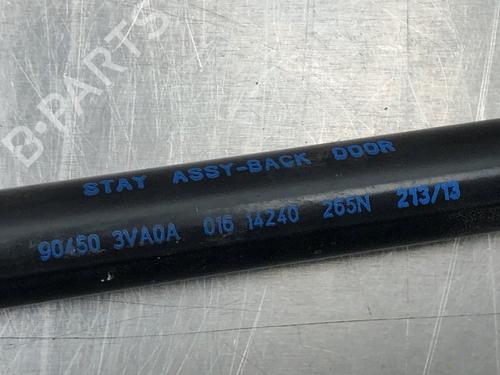 B-PARTS
STAY ASSY-BACK DOOR
90450 3VA0A 016 14240 265N 213/13